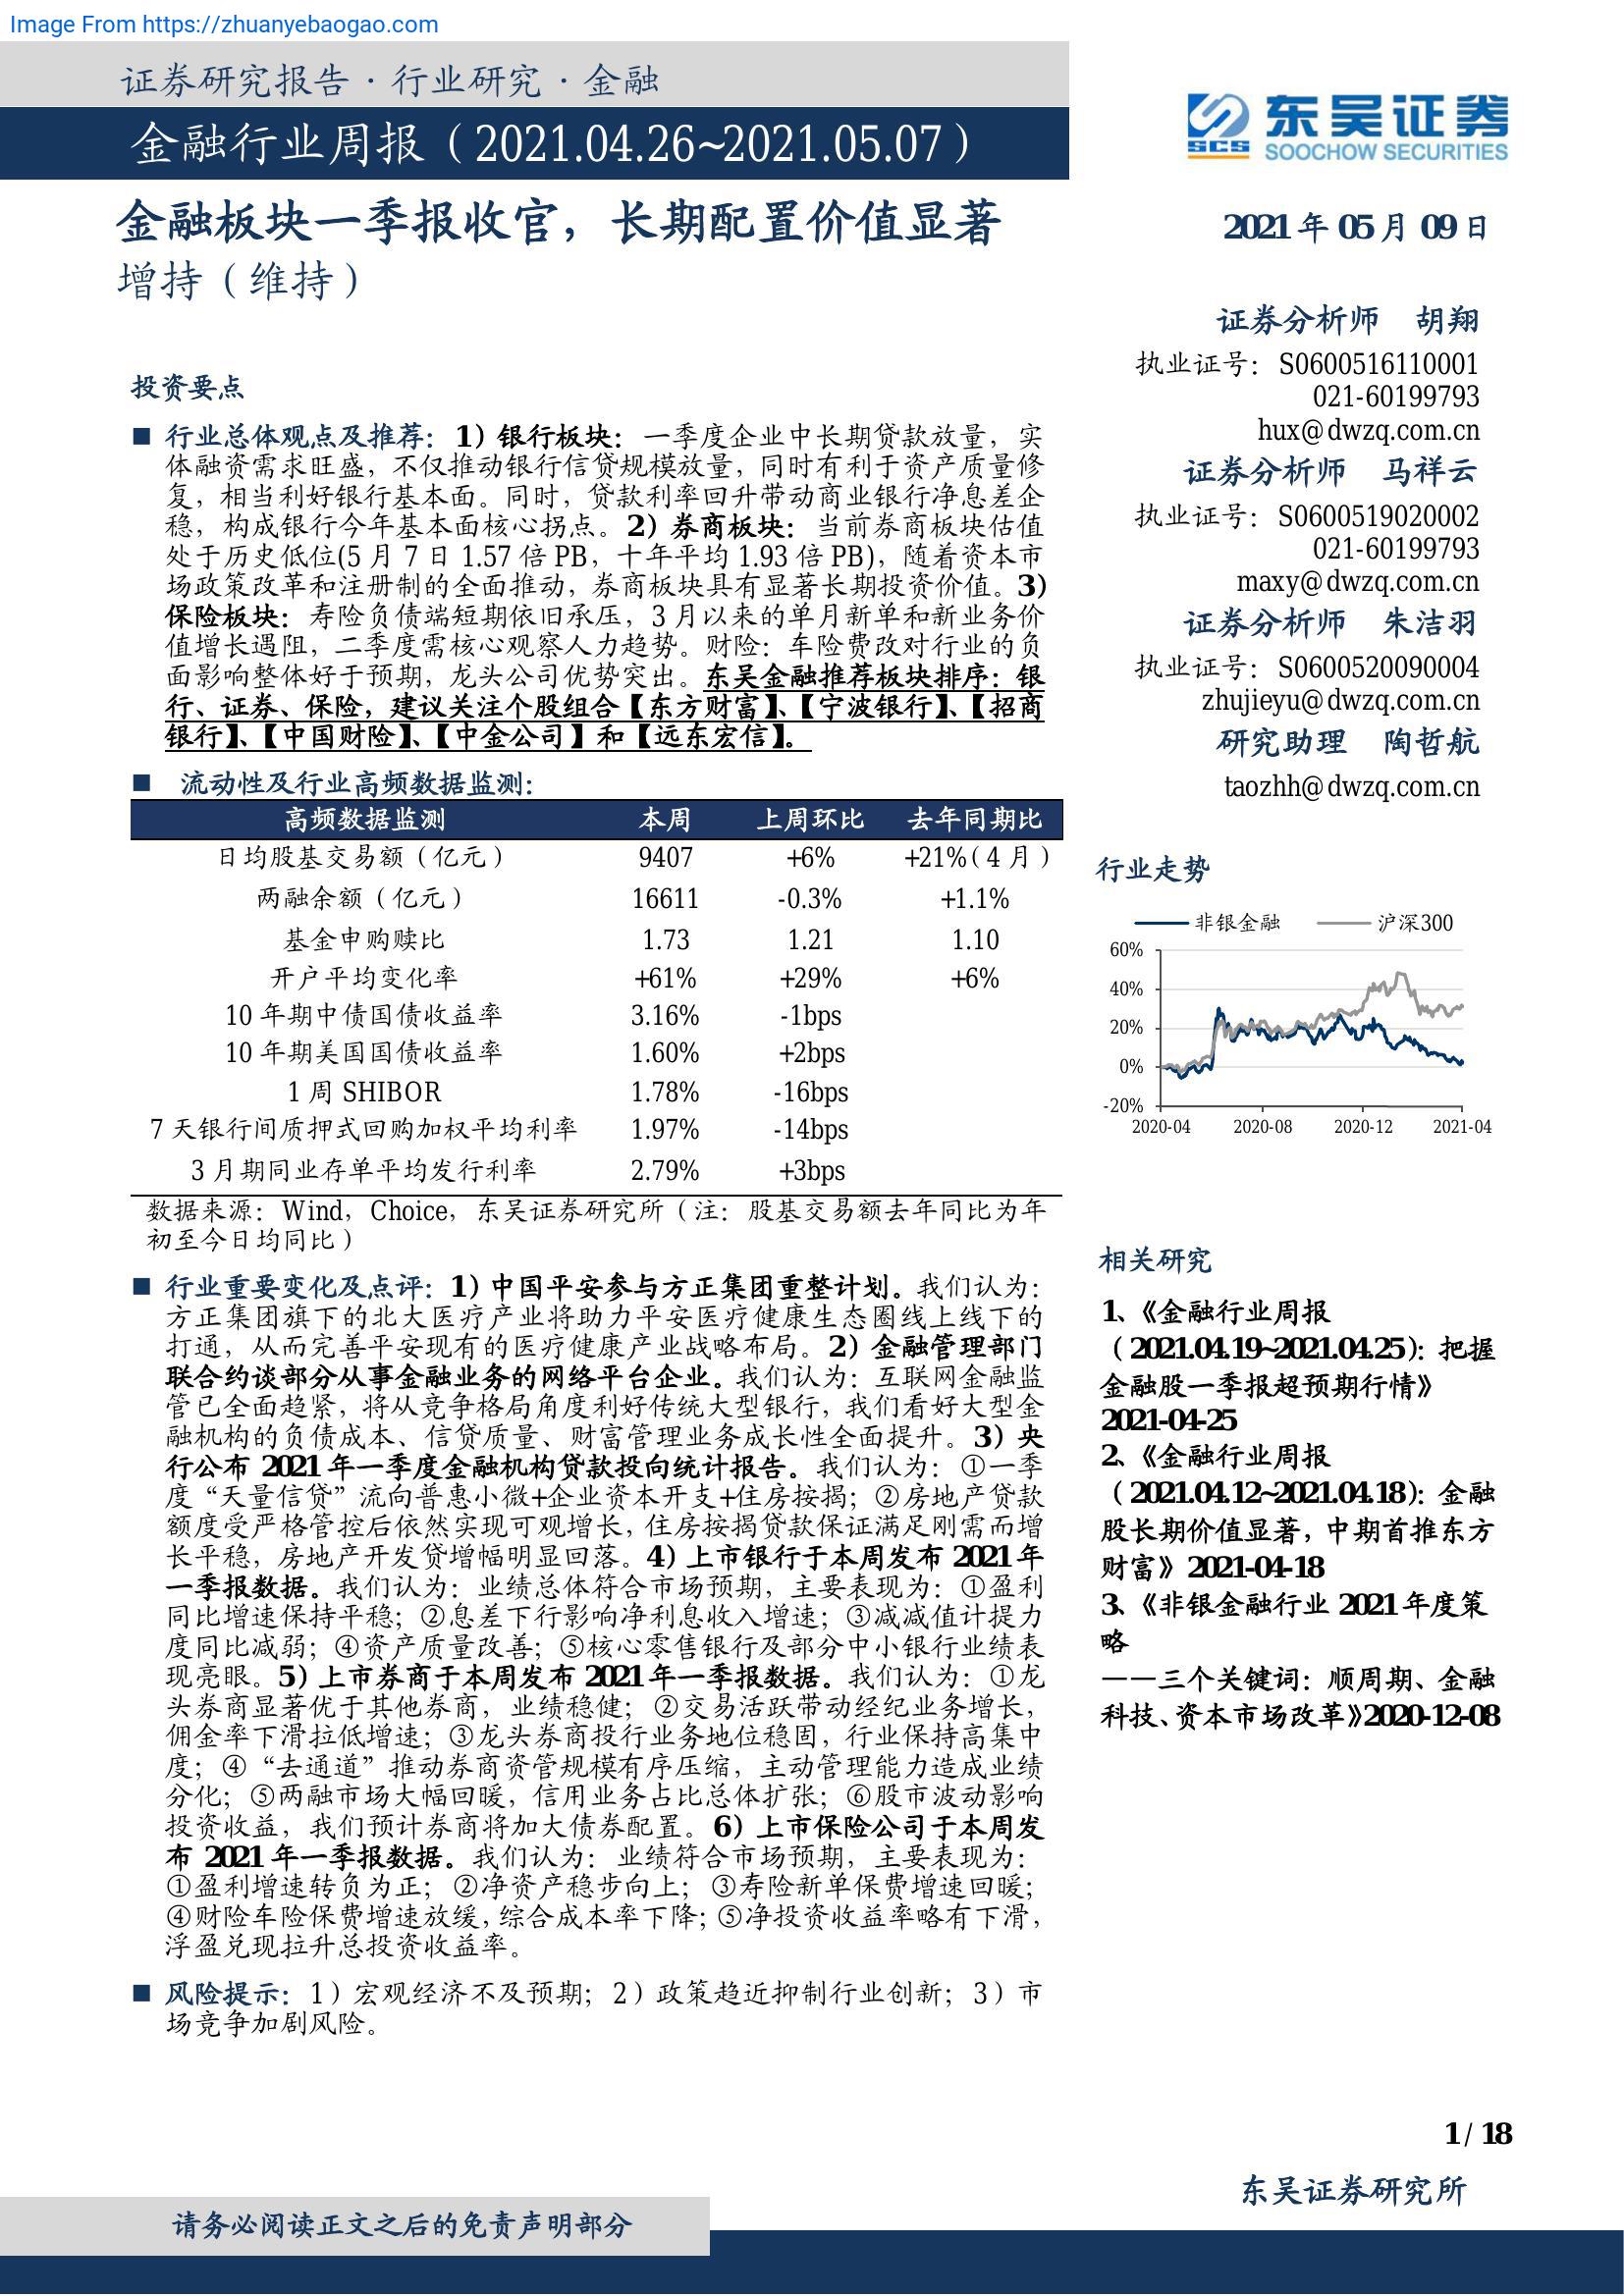 Image From https://zhuanyebaogao.com
证券研究报告·行业研究·金融
金融行业周报（2021.04.26~2021.05.07）
东吴证券
SCS
SOOCHOW SECURITIES
金融板块一季报收官，长期配置价值显著
增持（维持）
2021 年 05 月 09 日
证券分析师 胡翔
执业证号：S0600516110001
021-60199793
hux@dwzq.com.cn
证券分析师 马祥云
执业证号：S0600519020002
021-60199793
maxy@dwzq.com.cn
证券分析师 朱洁羽
执业证号：S0600520090004
zhujieyu@dwzq.com.cn
研究助理 陶哲航
taozhh@dwzq.com.cn
投资要点
■ 行业总体观点及推荐：1）银行板块：一季度企业中长期贷款放量，实
体融资需求旺盛，不仅推动银行信贷规模放量，同时有利于资产质量修
复，相当利好银行基本面。同时，贷款利率回升带动商业银行净息差企
稳，构成银行今年基本面核心拐点。2）券商板块：当前券商板块估值
处于历史低位(5 月 7 日 1.57 倍 PB，十年平均 1.93 倍 PB)，随着资本市
场政策改革和注册制的全面推动，券商板块具有显著长期投资价值。3）
保险板块：寿险负债端短期依旧承压，3 月以来的单月新单和新业务价
值增长遇阻，二季度需核心观察人力趋势。财险：车险费改对行业的负
面影响整体好于预期，龙头公司优势突出。东吴金融推荐板块排序：银
行、证券、保险，建议关注个股组合【东方财富】、【宁波银行】、【招商
银行】、【中国财险】、【中金公司】和【远东宏信】。
■ 流动性及行业高频数据监测：
高频数据监测 本周 上周环比 去年同期比
日均股基交易额（亿元） 9407 +6% +21%（4 月）
两融余额（亿元） 16611 -0.3% +1.1%
基金申购赎比 1.73 1.21 1.10
开户平均变化率 +61% +29% +6%
10 年期中债国债收益率 3.16% -1bps
10 年期美国国债收益率 1.60% +2bps
1 周 SHIBOR 1.78% -16bps
7 天银行间质押式回购加权平均利率 1.97% -14bps
3 月期同业存单平均发行利率 2.79% +3bps
数据来源：Wind，Choice，东吴证券研究所（注：股基交易额去年同比为年
初至今日均同比）
■ 行业重要变化及点评：1）中国平安参与方正集团重整计划。我们认为：
方正集团旗下的北大医疗产业将助力平安医疗健康生态圈线上线下的
打通，从而完善平安现有的医疗健康产业战略布局。2）金融管理部门
联合约谈部分从事金融业务的网络平台企业。我们认为：互联网金融监
管已全面趋紧，将从竞争格局角度利好传统大型银行，我们看好大型金
融机构的负债成本、信贷质量、财富管理业务成长性全面提升。3）央
行公布 2021 年一季度金融机构贷款投向统计报告。我们认为：①一季
度“天量信贷”流向普惠小微+企业资本开支+住房按揭；②房地产贷款
额度受严格管控后依然实现可观增长，住房按揭贷款保证满足刚需而增
长平稳，房地产开发贷增幅明显回落。4）上市银行于本周发布 2021 年
一季报数据。我们认为：业绩总体符合市场预期，主要表现为：①盈利
同比增速保持平稳；②息差下行影响净利息收入增速；③减减值计提力
度同比减弱；④资产质量改善；⑤核心零售银行及部分中小银行业绩表
现亮眼。5）上市券商于本周发布 2021 年一季报数据。我们认为：①龙
头券商显著优于其他券商，业绩稳健；②交易活跃带动经纪业务增长，
佣金率下滑拉低增速；③龙头券商投行业务地位稳固，行业保持高集中
度；④“去通道”推动券商资管规模有序压缩，主动管理能力造成业绩
分化；⑤两融市场大幅回暖，信用业务占比总体扩张；⑥股市波动影响
投资收益，我们预计券商将加大债券配置。6）上市保险公司于本周发
布 2021 年一季报数据。我们认为：业绩符合市场预期，主要表现为：
①盈利增速转负为正；②净资产稳步向上；③寿险新单保费增速回暖；
④财险车险保费增速放缓，综合成本率下降；⑤净投资收益率略有下滑，
浮盈兑现拉升总投资收益率。
■ 风险提示：1）宏观经济不及预期；2）政策趋近抑制行业创新；3）市
场竞争加剧风险。
行业走势
非银金融 沪深300
60%
40%
20%
0%
-20%
2020-04 2020-08 2020-12 2021-04
相关研究
1、《金融行业周报
（2021.04.19~2021.04.25）：把握
金融股一季报超预期行情》
2021-04-25
2、《金融行业周报
（2021.04.12~2021.04.18）：金融
股长期价值显著，中期首推东方
财富》2021-04-18
3、《非银金融行业 2021 年度策
略
——三个关键词：顺周期、金融
科技、资本市场改革》2020-12-08
1 / 18
东吴证券研究所
请务必阅读正文之后的免责声明部分